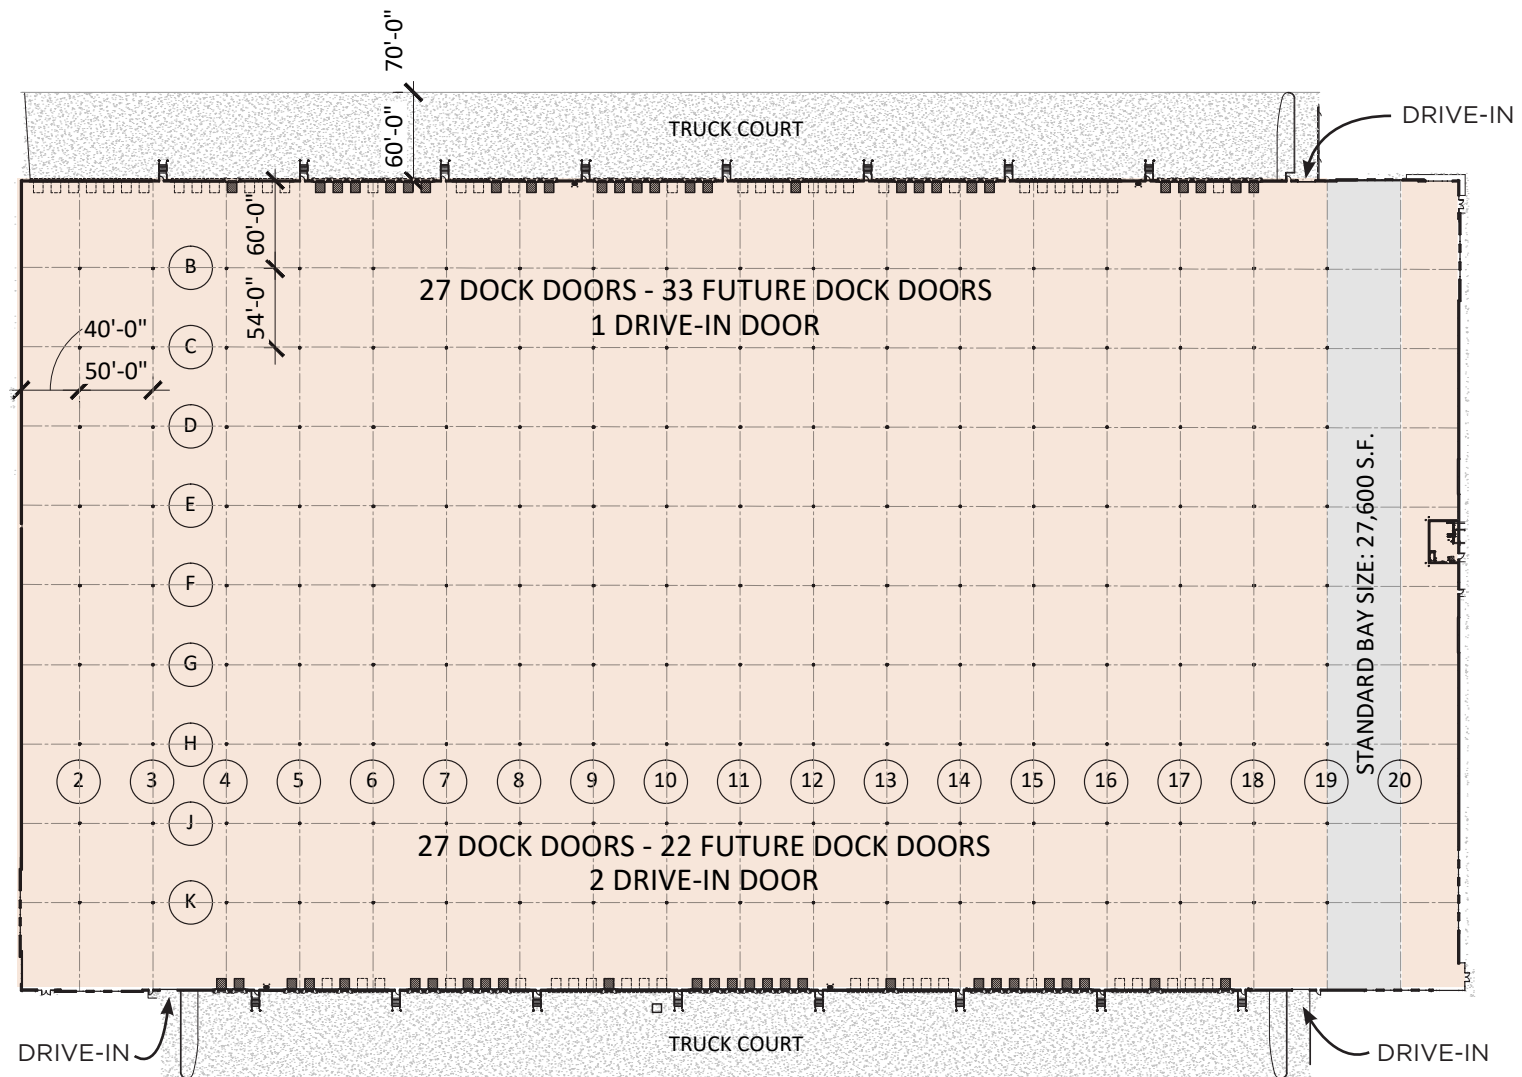 70'-0"
60'-0"
TRUCK COURT
DRIVE-IN
60'-0"
B
27 DOCK DOORS - 33 FUTURE DOCK DOORS
1 DRIVE-IN DOOR
54'-0"
40'-0"
C
50'-0"
D
E
F
G
H
STANDARD BAY SIZE: 27,600 S.F.
2 3 4 5 6 7 8 9 10 11 12 13 14 15 16 17 18 19 20
J
27 DOCK DOORS - 22 FUTURE DOCK DOORS
2 DRIVE-IN DOOR
K
DRIVE-IN
TRUCK COURT
DRIVE-IN